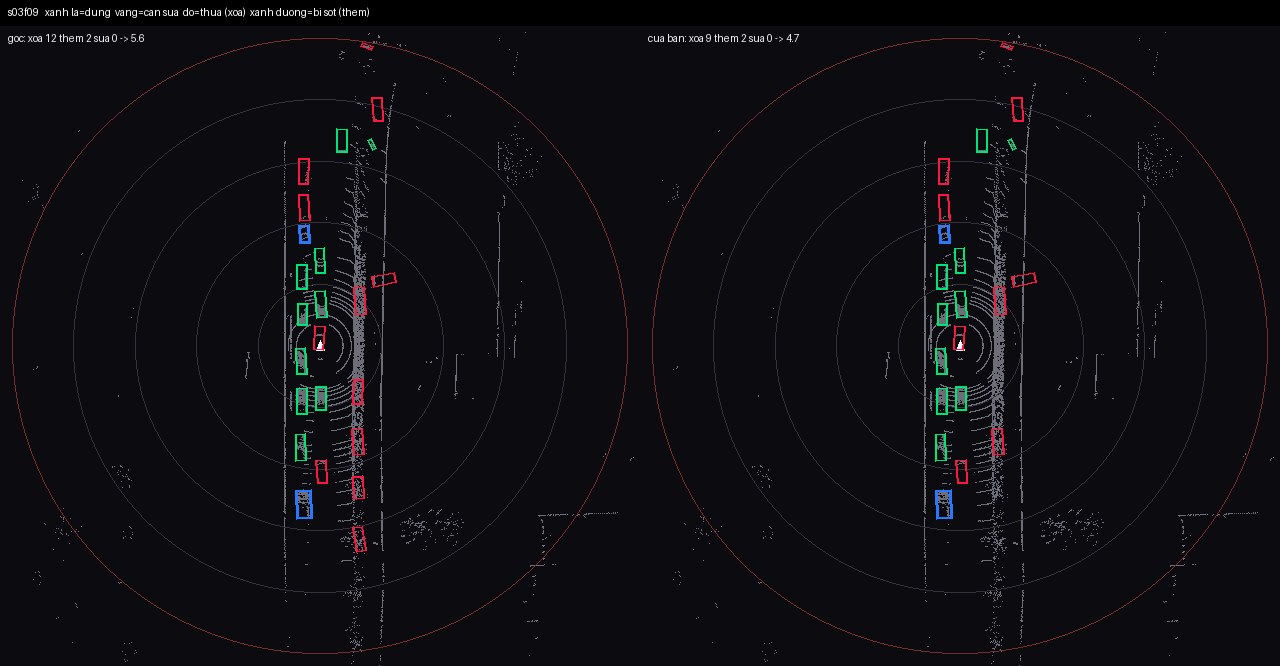 s03f09 xanh la=dung vang=can sua do=thua (xoa) xanh duong=bi sot (them)
goc: xoa 12 them 2 sua 0 -> 5.6
cua ban: xoa 9 them 2 sua 0 -> 4.7